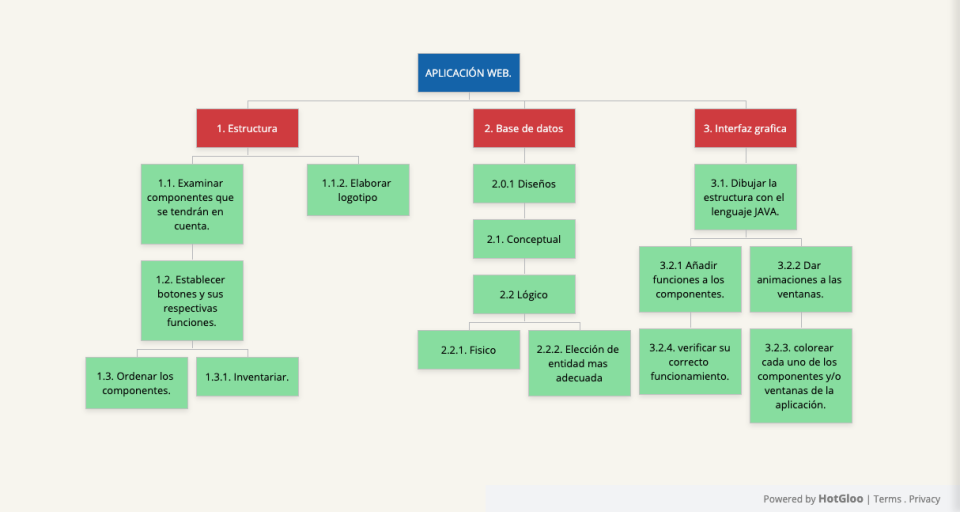 APLICACIÓN WEB.
1. Estructura
2. Base de datos
3. Interfaz grafica
1.1. Examinar
componentes que
se tendrán en
cuenta.
1.1.2. Elaborar
logotipo
2.0.1 Diseños
3.1. Dibujar la
estructura con el
lenguaje JAVA.
2.1. Conceptual
1.2. Establecer
botones y sus
respectivas
funciones.
2.2 Lógico
3.2.1 Añadir
funciones a los
componentes.
3.2.2 Dar
animaciones a las
ventanas.
1.3. Ordenar los
componentes.
1.3.1. Inventariar.
2.2.1. Fisico
2.2.2. Elección de
entidad mas
adecuada
3.2.4. verificar su
correcto
funcionamiento.
3.2.3. colorear
cada uno de los
componentes y/o
ventanas de la
aplicación.
Powered by HotGloo | Terms . Privacy